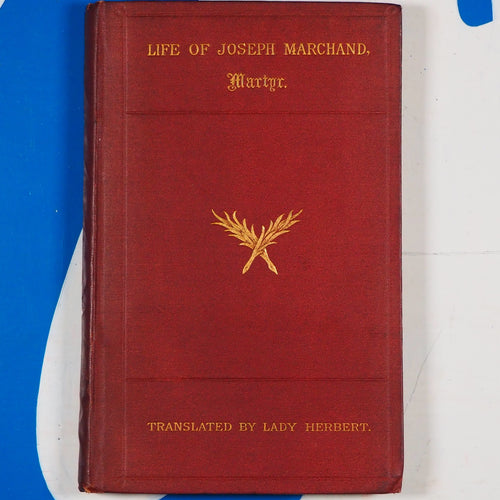 LIFE OF JOSEPH MARCHAND,
Martyr.
TRANSLATED BY LADY HERBERT.